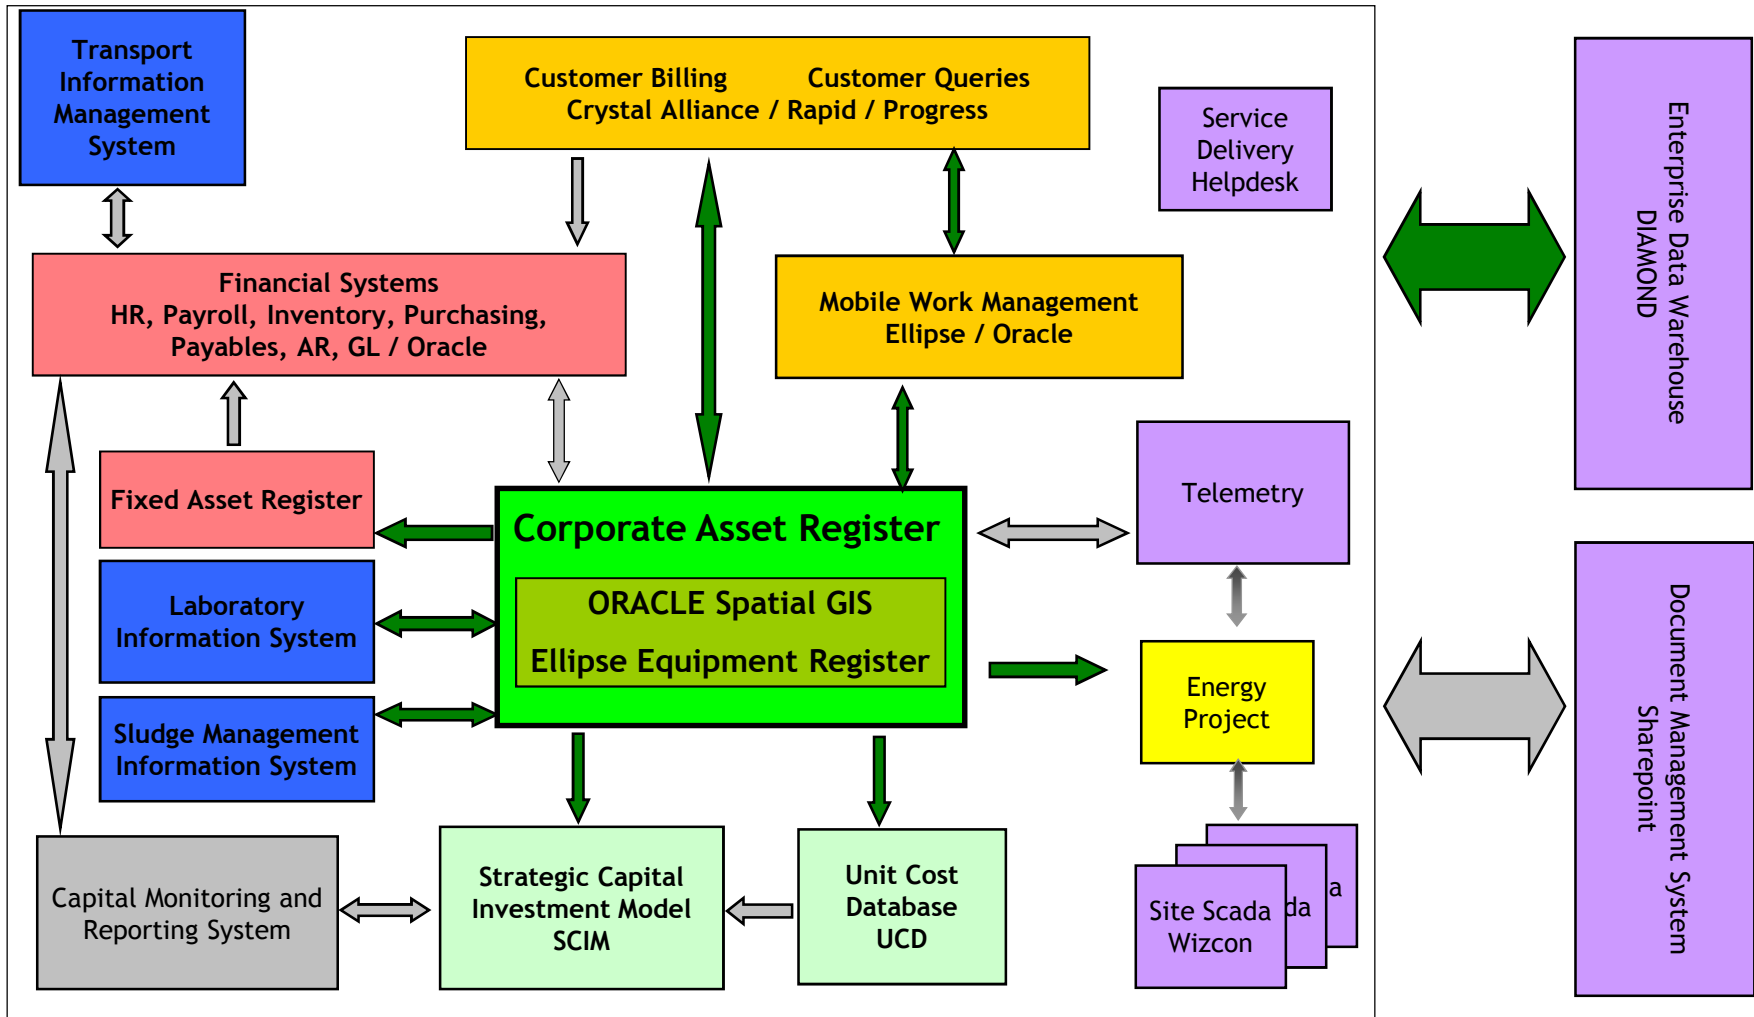 Transport
Information
Management
System
Customer Billing Customer Queries
Crystal Alliance / Rapid / Progress
Service
Delivery
Helpdesk
Enterprise Data Warehouse
DIAMOND
Financial Systems
HR, Payroll, Inventory, Purchasing,
Payables, AR, GL / Oracle
Mobile Work Management
Ellipse / Oracle
Fixed Asset Register
Corporate Asset Register
ORACLE Spatial GIS
Ellipse Equipment Register
Telemetry
Laboratory
Information System
Sludge Management
Information System
Energy
Project
Document Management System
Sharepoint
Capital Monitoring and
Reporting System
Strategic Capital
Investment Model
SCIM
Unit Cost
Database
UCD
Site Scada
Wizcon
da
a